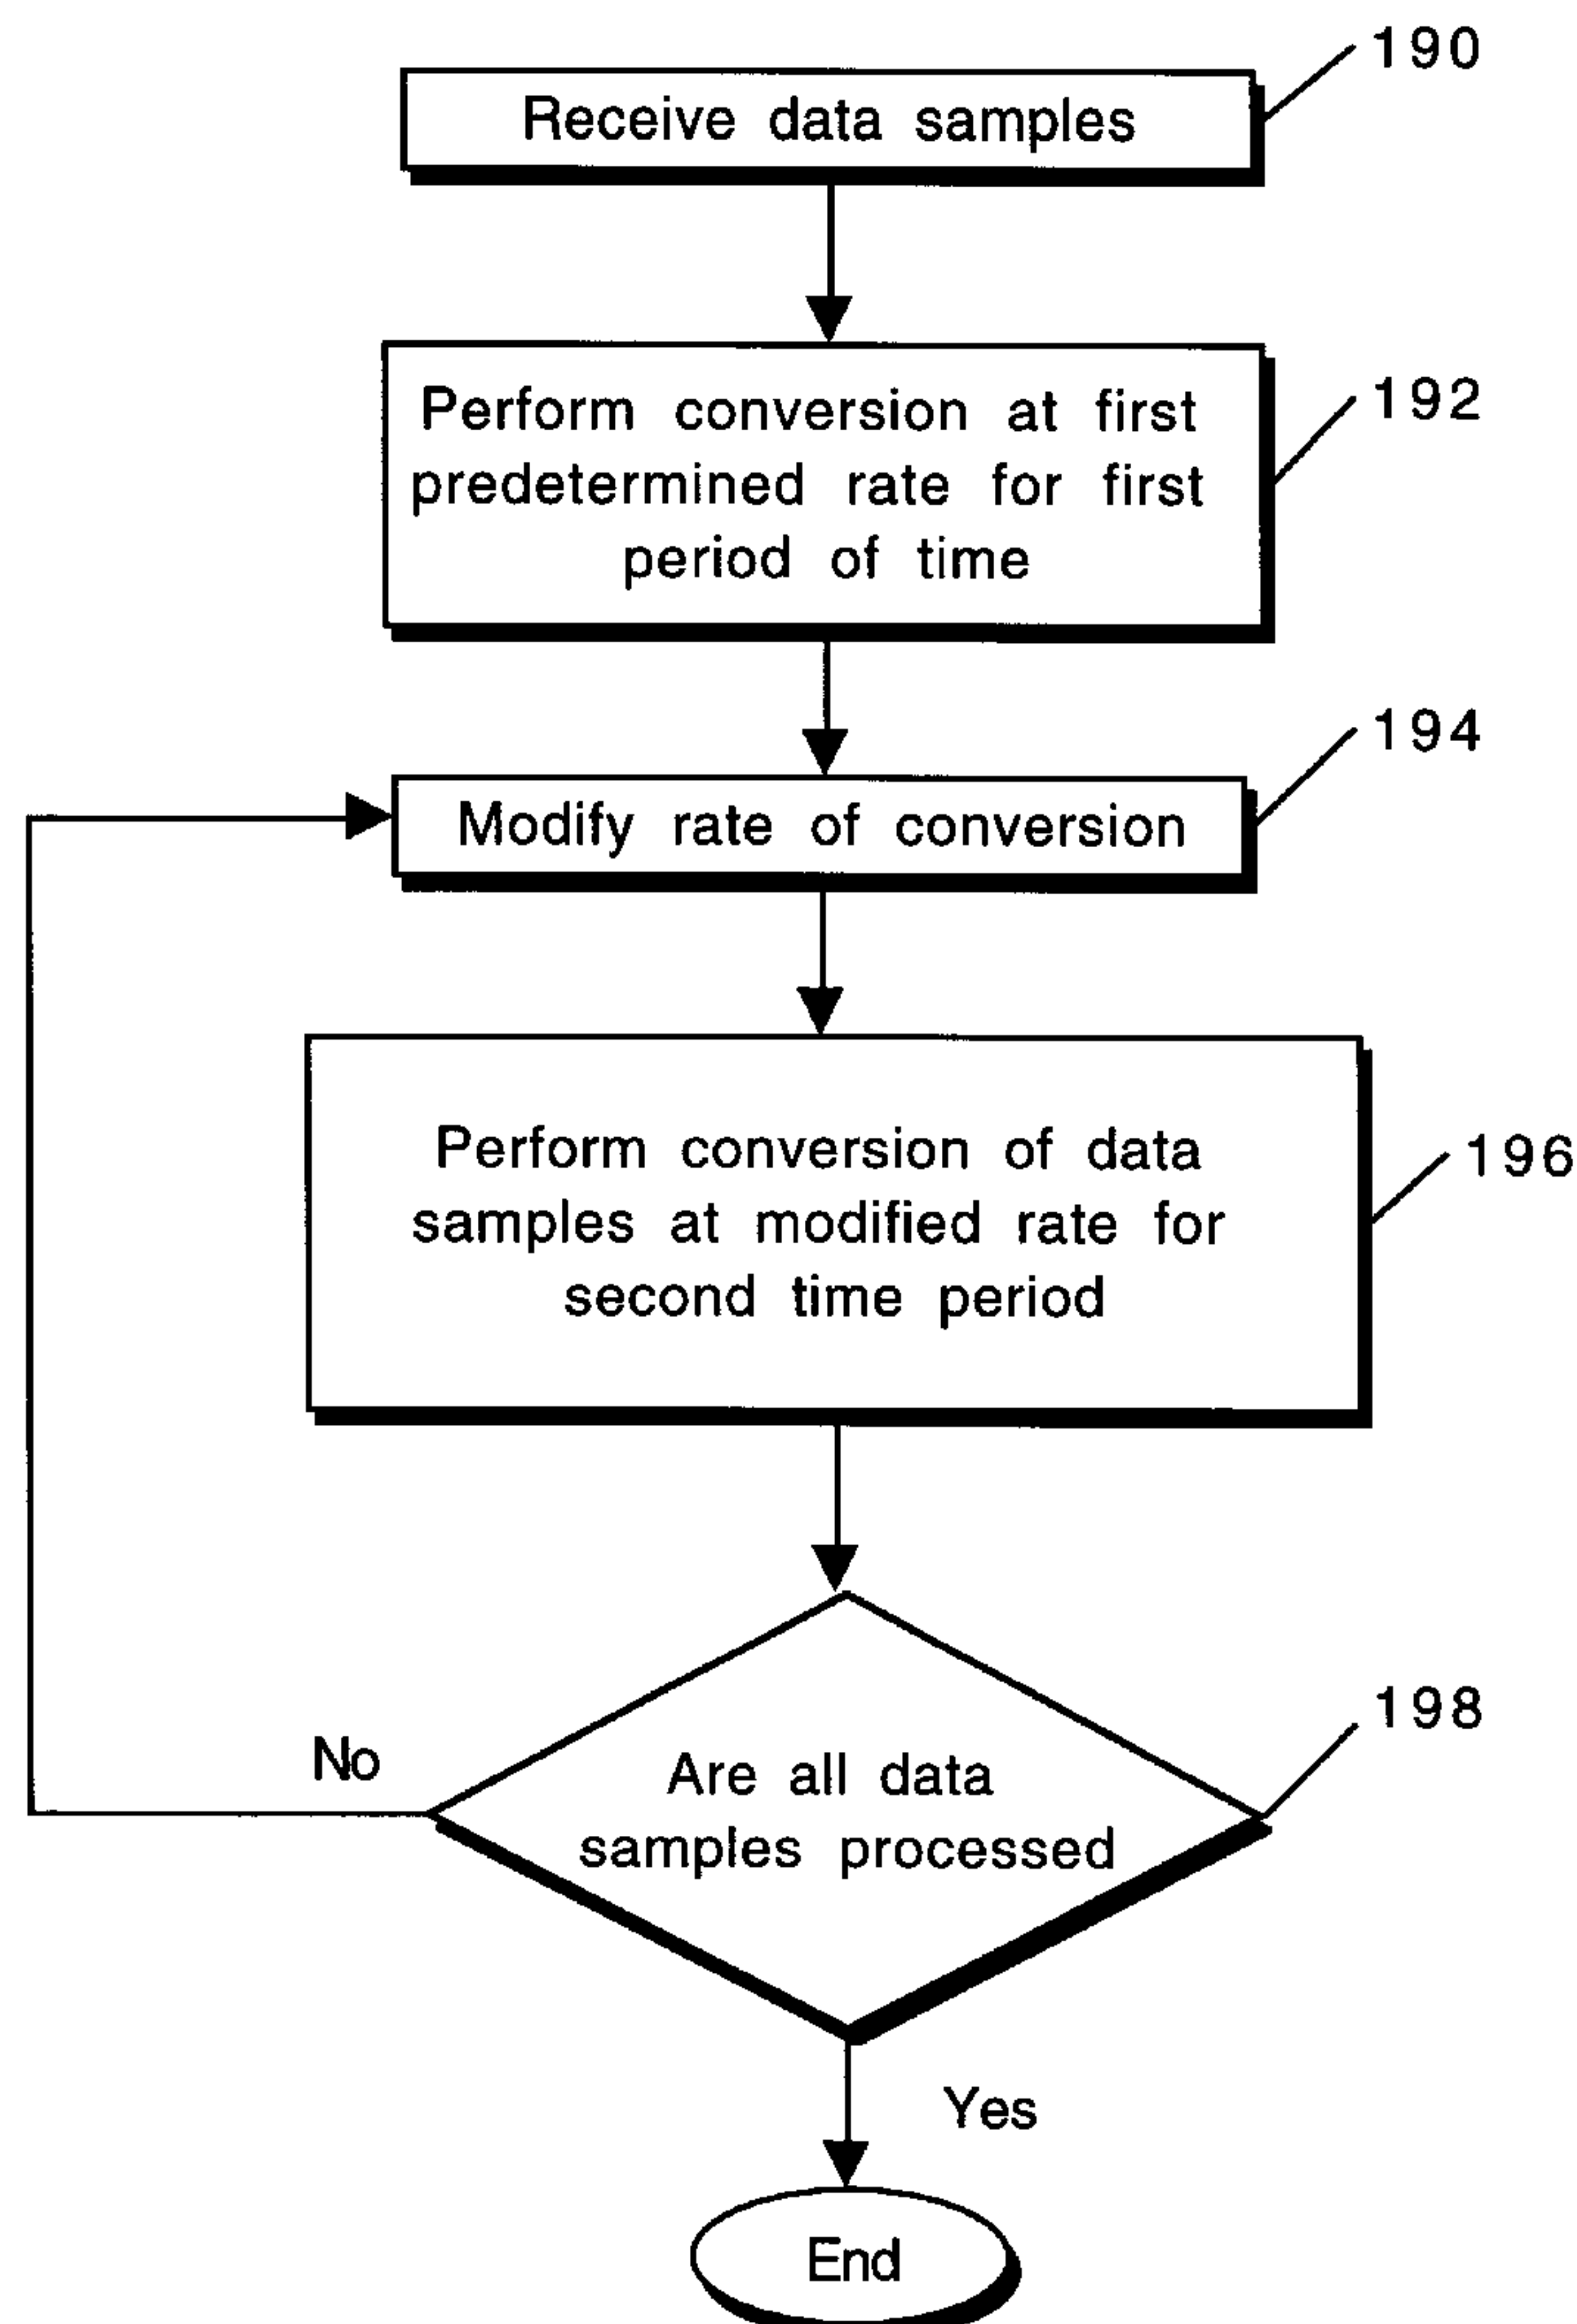 190
Receive data samples
192
Perform conversion at first
predetermined rate for first
period of time
194
Modify rate of conversion
196
Perform conversion of data
samples at modified rate for
second time period
198
No
Are all data
samples processed
Yes
End